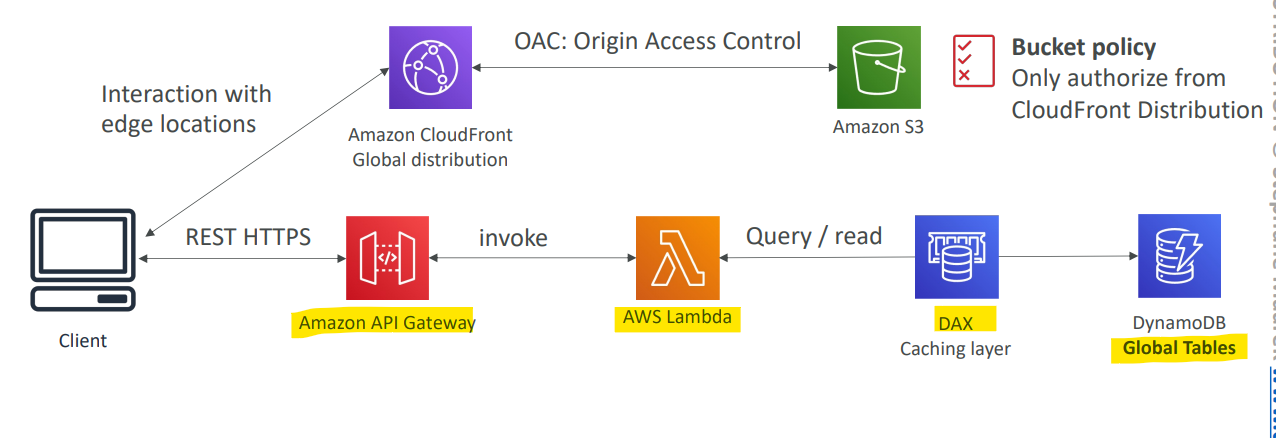 OAC: Origin Access Control
Bucket policy
Only authorize from
CloudFront Distribution
Interaction with
edge locations
Amazon CloudFront
Global distribution
Amazon S3
REST HTTPS
</>
invoke
Query / read
Client
Amazon API Gateway
AWS Lambda
DAX
Caching layer
DynamoDB
Global Tables